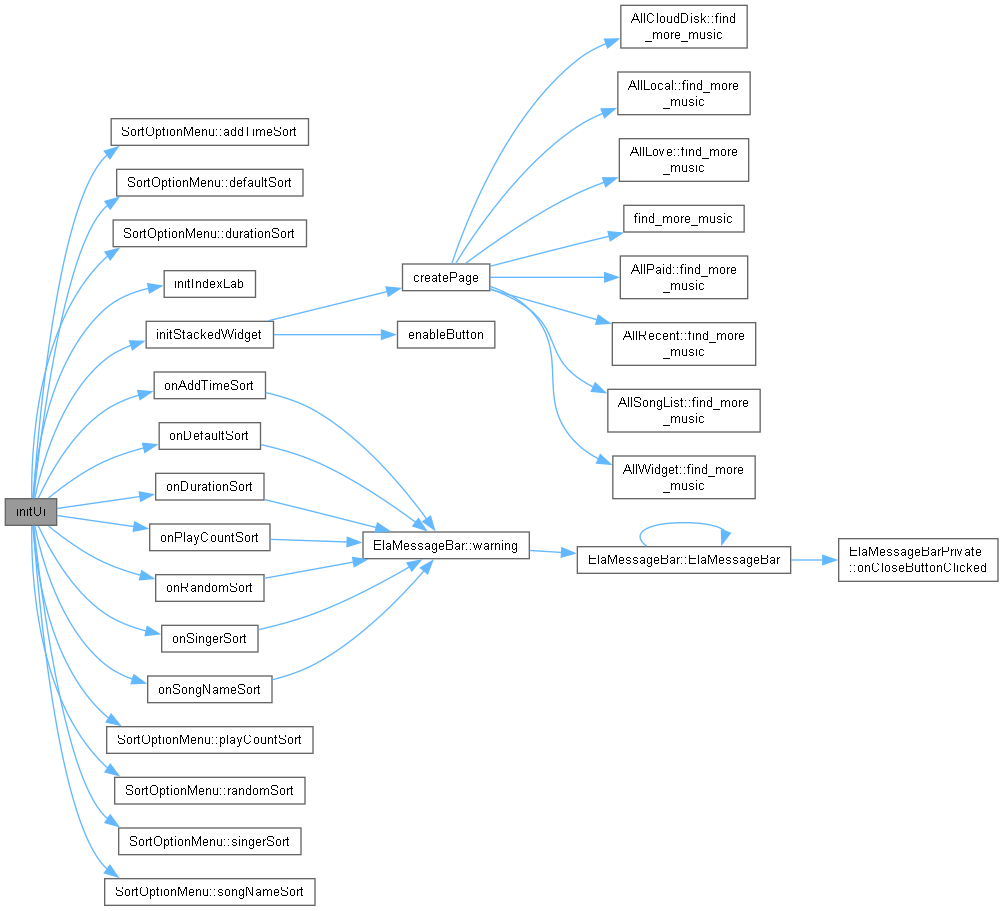 initUi
SortOptionMenu::addTimeSort
SortOptionMenu::defaultSort
SortOptionMenu::durationSort
initIndexLab
initStackedWidget
onAddTimeSort
onDefaultSort
onDurationSort
onPlayCountSort
onRandomSort
onSingerSort
onSongNameSort
SortOptionMenu::playCountSort
SortOptionMenu::randomSort
SortOptionMenu::singerSort
SortOptionMenu::songNameSort
createPage
enableButton
ElaMessageBar::warning
AllCloudDisk::find
_more_music
AllLocal::find_more
_music
AllLove::find_more
_music
find_more_music
AllPaid::find_more
_music
AllRecent::find_more
_music
AllSongList::find_more
_music
AllWidget::find_more
_music
ElaMessageBar::ElaMessageBar
ElaMessageBarPrivate
::onCloseButtonClicked